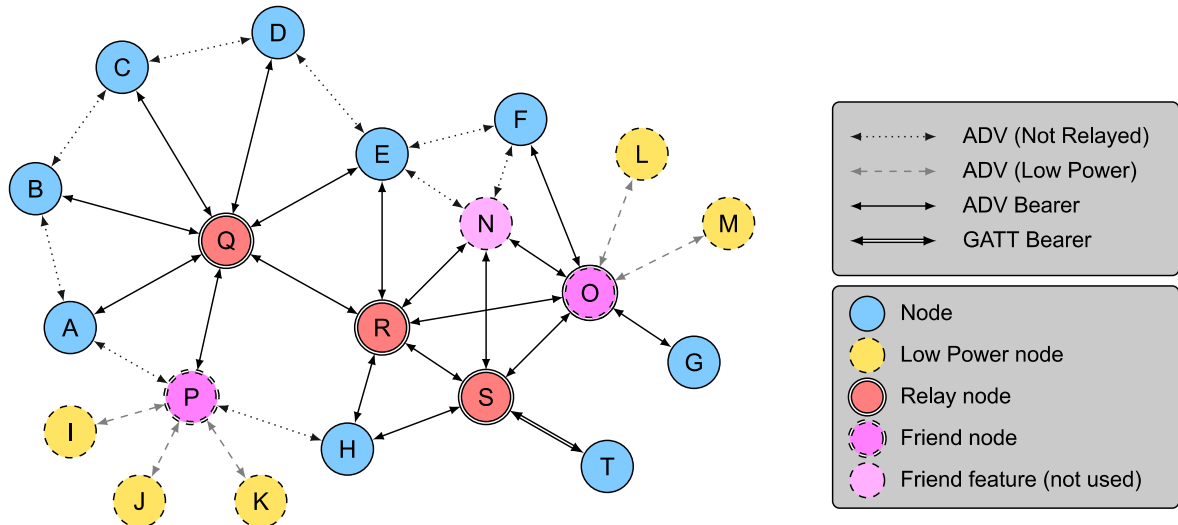 D
C
F
E
L
B
N
M
Q
O
A
R
G
P
S
I
H
T
J
K
ADV (Not Relayed)
ADV (Low Power)
ADV Bearer
GATT Bearer
Node
Low Power node
Relay node
Friend node
Friend feature (not used)